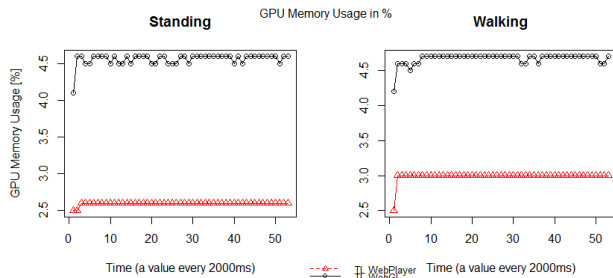 GPU Memory Usage in %
Standing
Walking
GPU Memory Usage [%]
2.5 3.0 3.5 4.0 4.5
0 10 20 30 40 50
Time (a value every 2000ms)
2.5 3.0 3.5 4.0 4.5
0 10 20 30 40 50
Time (a value every 2000ms)
TL WebPlayer